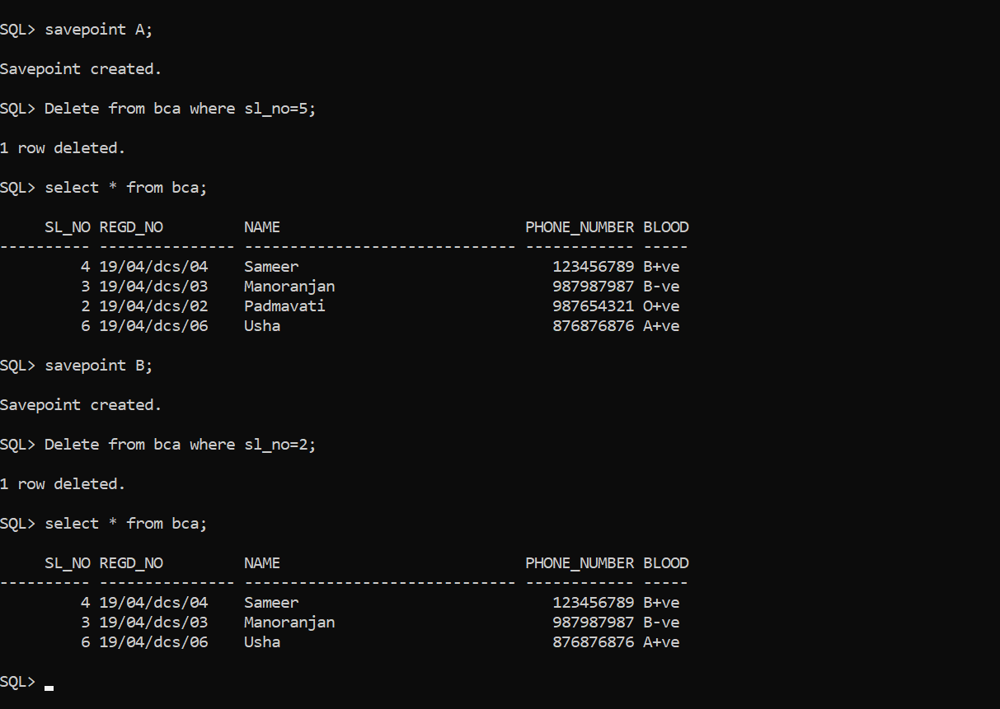 SQL> savepoint A;
Savepoint created.
SQL> Delete from bca where sl_no=5;
1 row deleted.
SQL> select * from bca;
     SL_NO REGD_NO         NAME                           PHONE_NUMBER BLOOD
---------- --------------- ------------------------------ ------------ -----
         4 19/04/dcs/04    Sameer                            123456789 B+ve
         3 19/04/dcs/03    Manoranjan                        987987987 B-ve
         2 19/04/dcs/02    Padmavati                         987654321 O+ve
         6 19/04/dcs/06    Usha                              876876876 A+ve
SQL> savepoint B;
Savepoint created.
SQL> Delete from bca where sl_no=2;
1 row deleted.
SQL> select * from bca;
     SL_NO REGD_NO         NAME                           PHONE_NUMBER BLOOD
---------- --------------- ------------------------------ ------------ -----
         4 19/04/dcs/04    Sameer                            123456789 B+ve
         3 19/04/dcs/03    Manoranjan                        987987987 B-ve
         6 19/04/dcs/06    Usha                              876876876 A+ve
SQL>